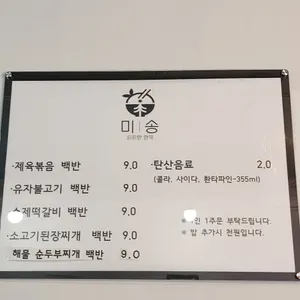 미송
·제육볶음 백반 9.0
·유자불고기 백반 9.0
수제떡갈비 백반 9.0
·소고기된장찌개 백반 9.0
해물 순두부찌개 백반 9.0
·탄산음료 2.0
(콜라, 사이다, 환타파인-355ml)
1주문 부탁드립니다.
* 밥 추가시 천원입니다.